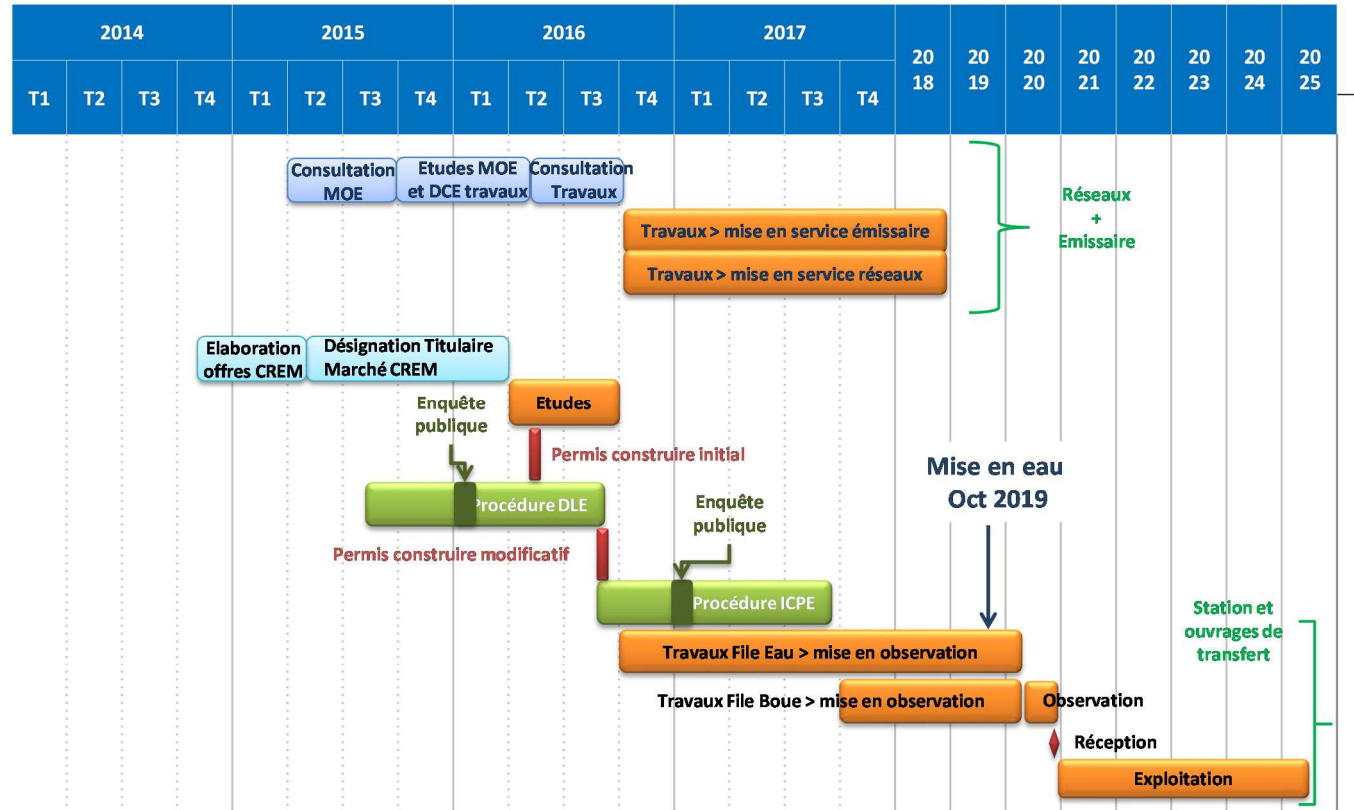 2014 2015 2016 2017 20 18 20 19 20 20 20 21 20 22 20 23 20 24 20 25
T1 T2 T3 T4 T1 T2 T3 T4 T1 T2 T3 T4 T1 T2 T3 T4
Consultation
MOE
Etudes MOE
et DCE travaux
Consultation
Travaux
Réseaux
+
Emissaire
Travaux > mise en service émissaire
Travaux > mise en service réseaux
Elaboration
offres CREM
Désignation Titulaire
Marché CREM
Enquête
publique
Etudes
Permis construire initial
Mise en eau
Oct 2019
Procédure DLE
Enquête
publique
Permis construire modificatif
Procédure ICPE
Station et
ouvrages de
transfert
Travaux File Eau > mise en observation
Travaux File Boue > mise en observation
Observation
Réception
Exploitation